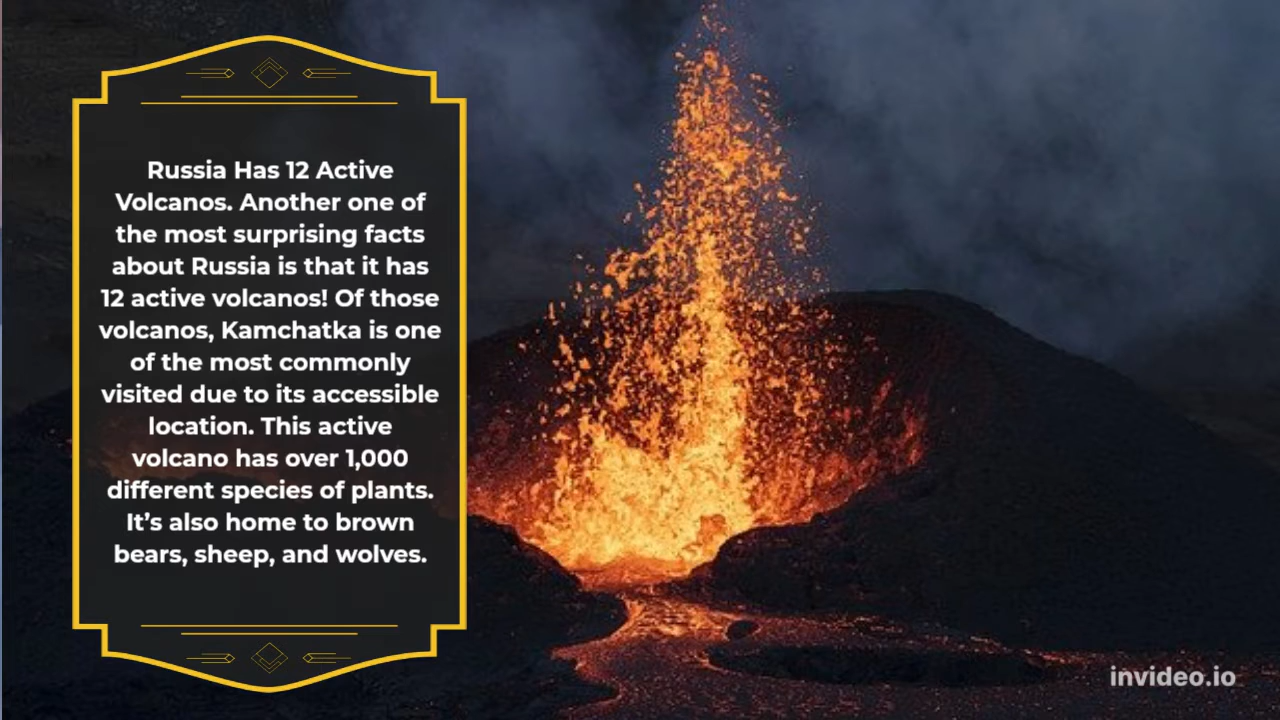 Russia Has 12 Active
Volcanos. Another one of
the most surprising facts
about Russia is that it has
12 active volcanos! Of those
volcanos, Kamchatka is one
of the most commonly
visited due to its accessible
location. This active
volcano has over 1,000
different species of plants.
It’s also home to brown
bears, sheep, and wolves.
invideo.io